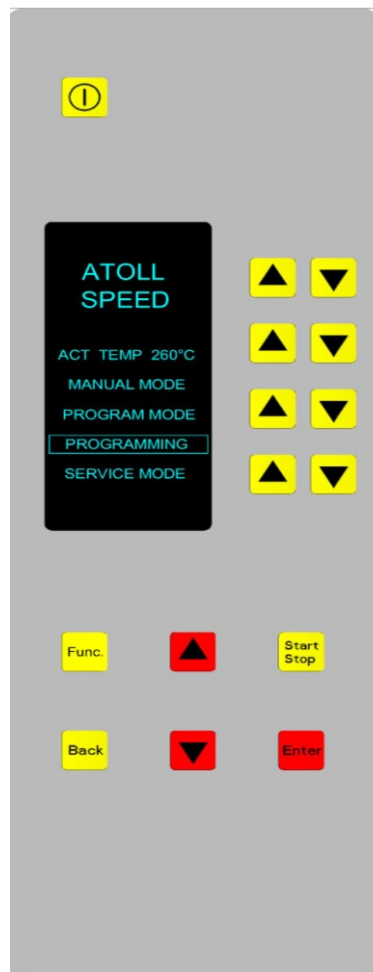 ATOLL
SPEED
ACT TEMP 260°C
MANUAL MODE
PROGRAM MODE
PROGRAMMING
SERVICE MODE
Func.
Start
Stop
Back
Enter